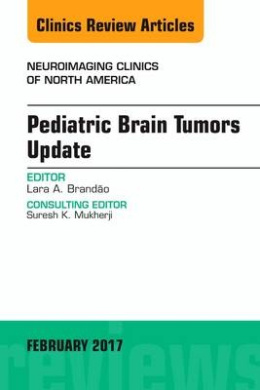 Clinics Review Articles
NEUROIMAGING CLINICS
OF NORTH AMERICA
Pediatric Brain Tumors
Update
EDITOR
Lara A. Brandão
CONSULTING EDITOR
Suresh K. Mukherji
FEBRUARY 2017
reviews